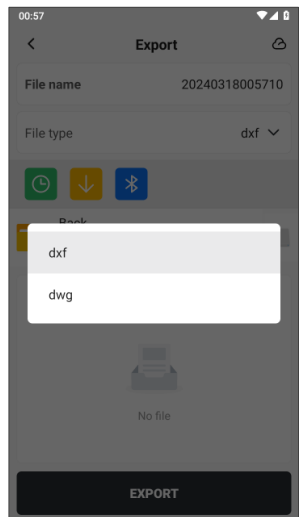 00:57
Export
File name 20240318005710
File type dxf
Back
dxf
dwg
No file
EXPORT